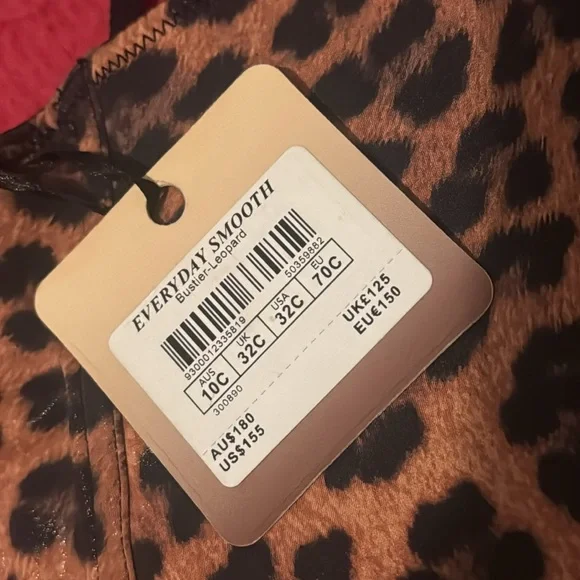 EVERYDAY SMOOTH
Bustier-Leopard
9300012335819 50359882
AUS UK USA EU
10C 32C 32C 70C
300890
AU$180 UK£125
US$155 EU€150